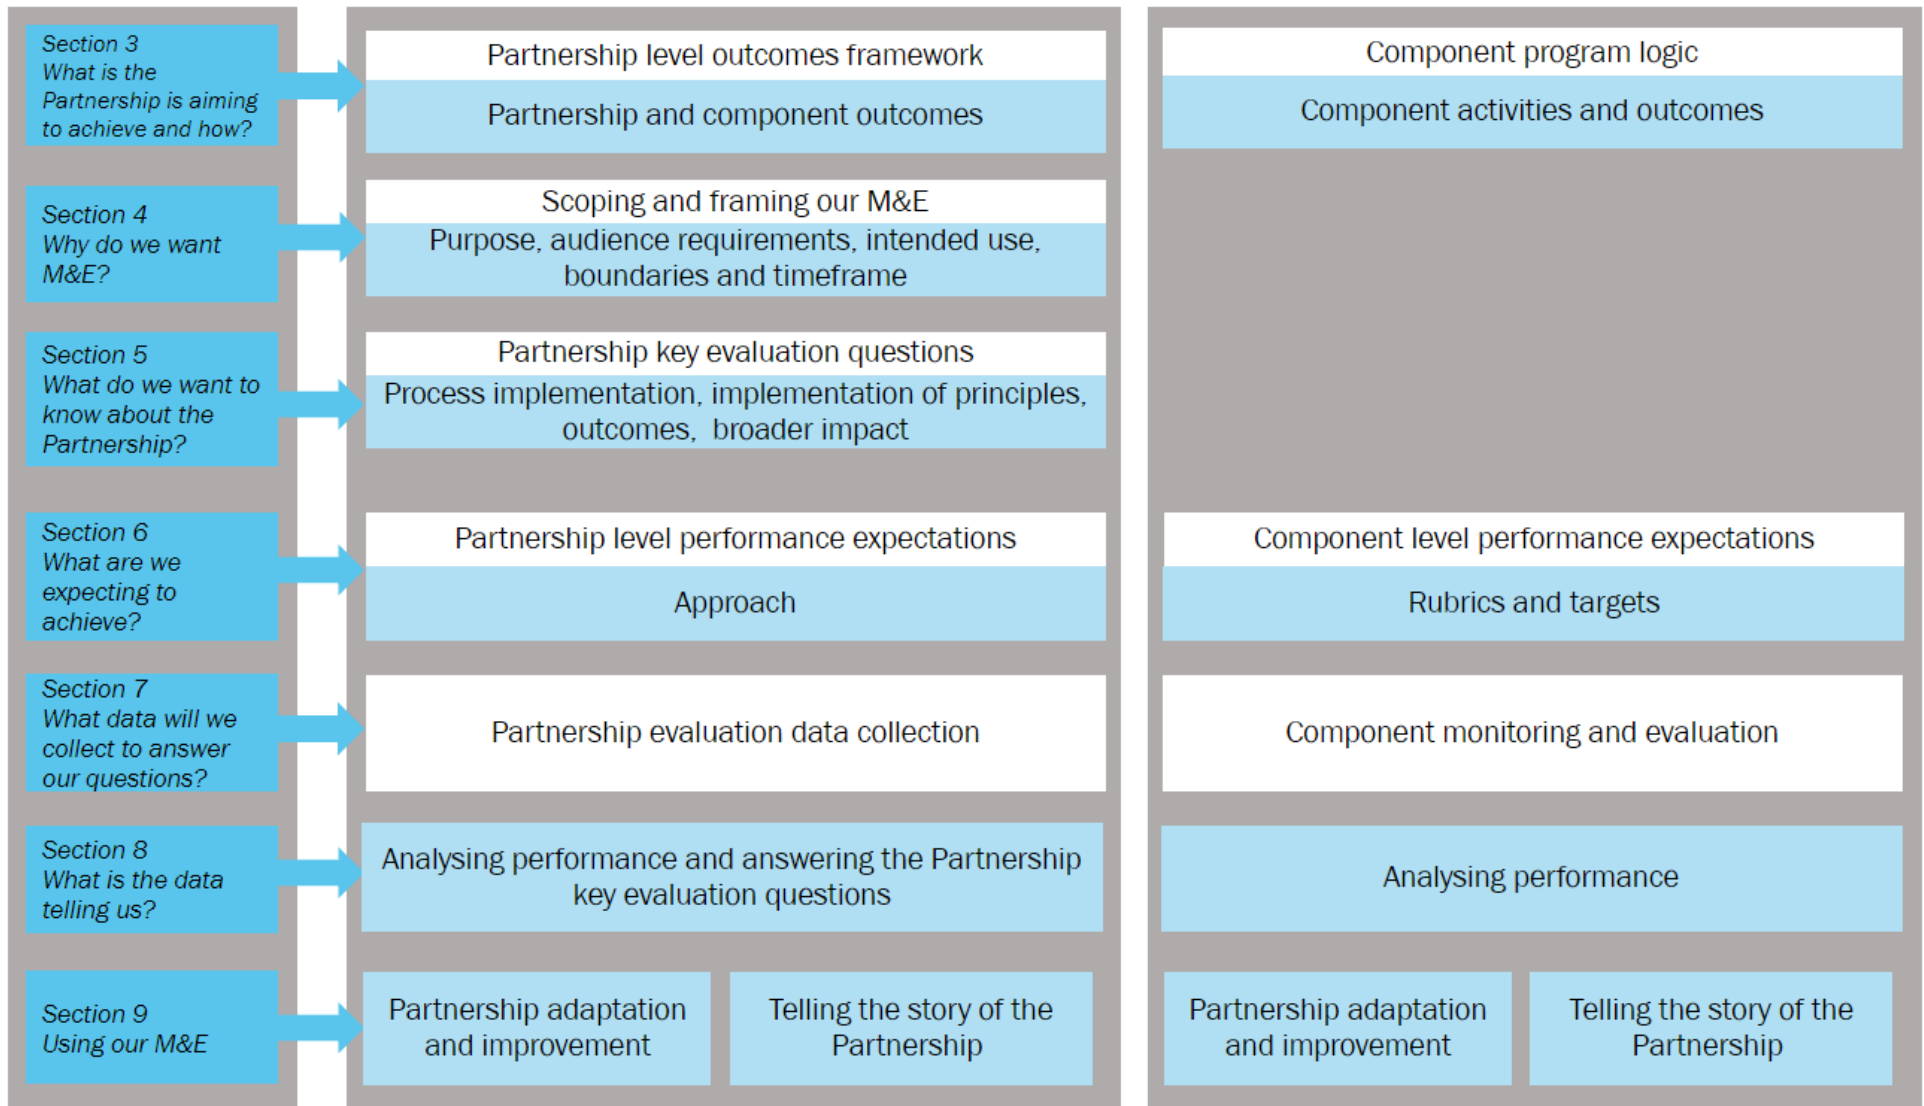 Section 3
What is the
Partnership is aiming
to achieve and how?
Partnership level outcomes framework
Partnership and component outcomes
Component program logic
Component activities and outcomes
Section 4
Why do we want
M&E?
Scoping and framing our M&E
Purpose, audience requirements, intended use,
boundaries and timeframe
Section 5
What do we want to
know about the
Partnership?
Partnership key evaluation questions
Process implementation, implementation of principles,
outcomes, broader impact
Section 6
What are we
expecting to
achieve?
Partnership level performance expectations
Approach
Component level performance expectations
Rubrics and targets
Section 7
What data will we
collect to answer
our questions?
Partnership evaluation data collection
Component monitoring and evaluation
Section 8
What is the data
telling us?
Analysing performance and answering the Partnership
key evaluation questions
Analysing performance
Section 9
Using our M&E
Partnership adaptation
and improvement
Telling the story of the
Partnership
Partnership adaptation
and improvement
Telling the story of the
Partnership